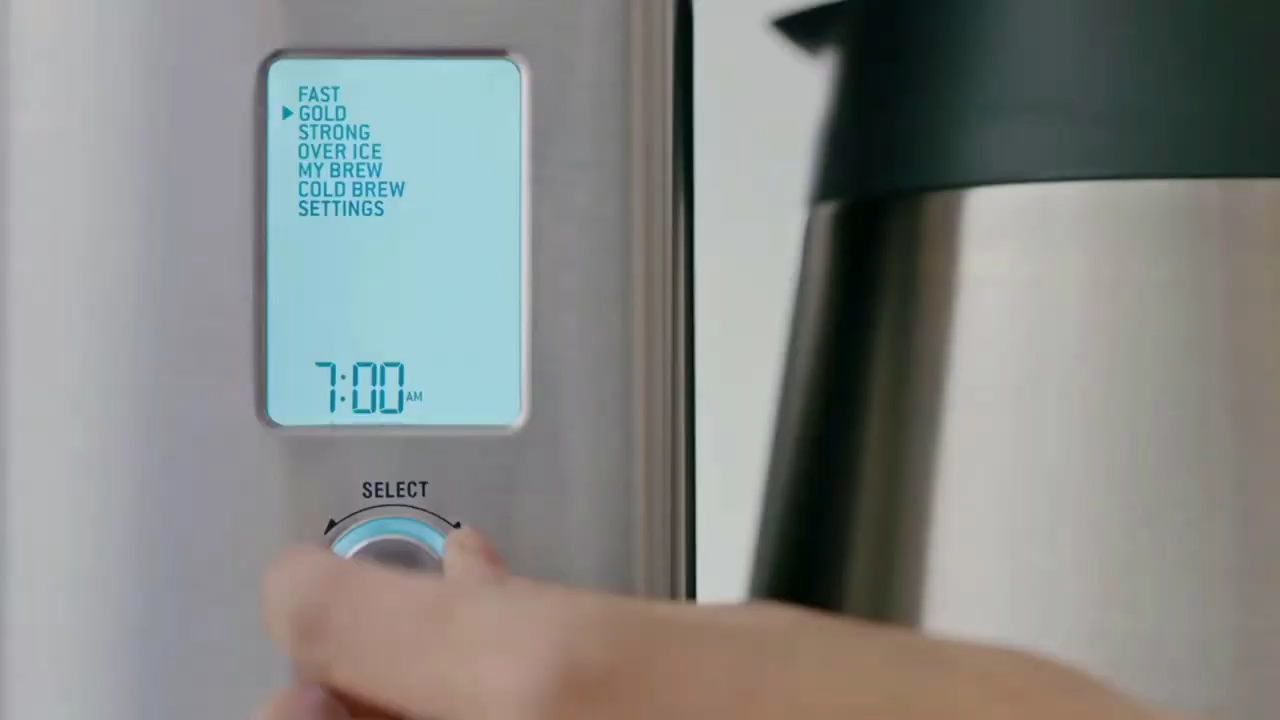 FAST
GOLD
STRONG
OVER ICE
MY BREW
COLD BREW
SETTINGS
7:00 AM
SELECT